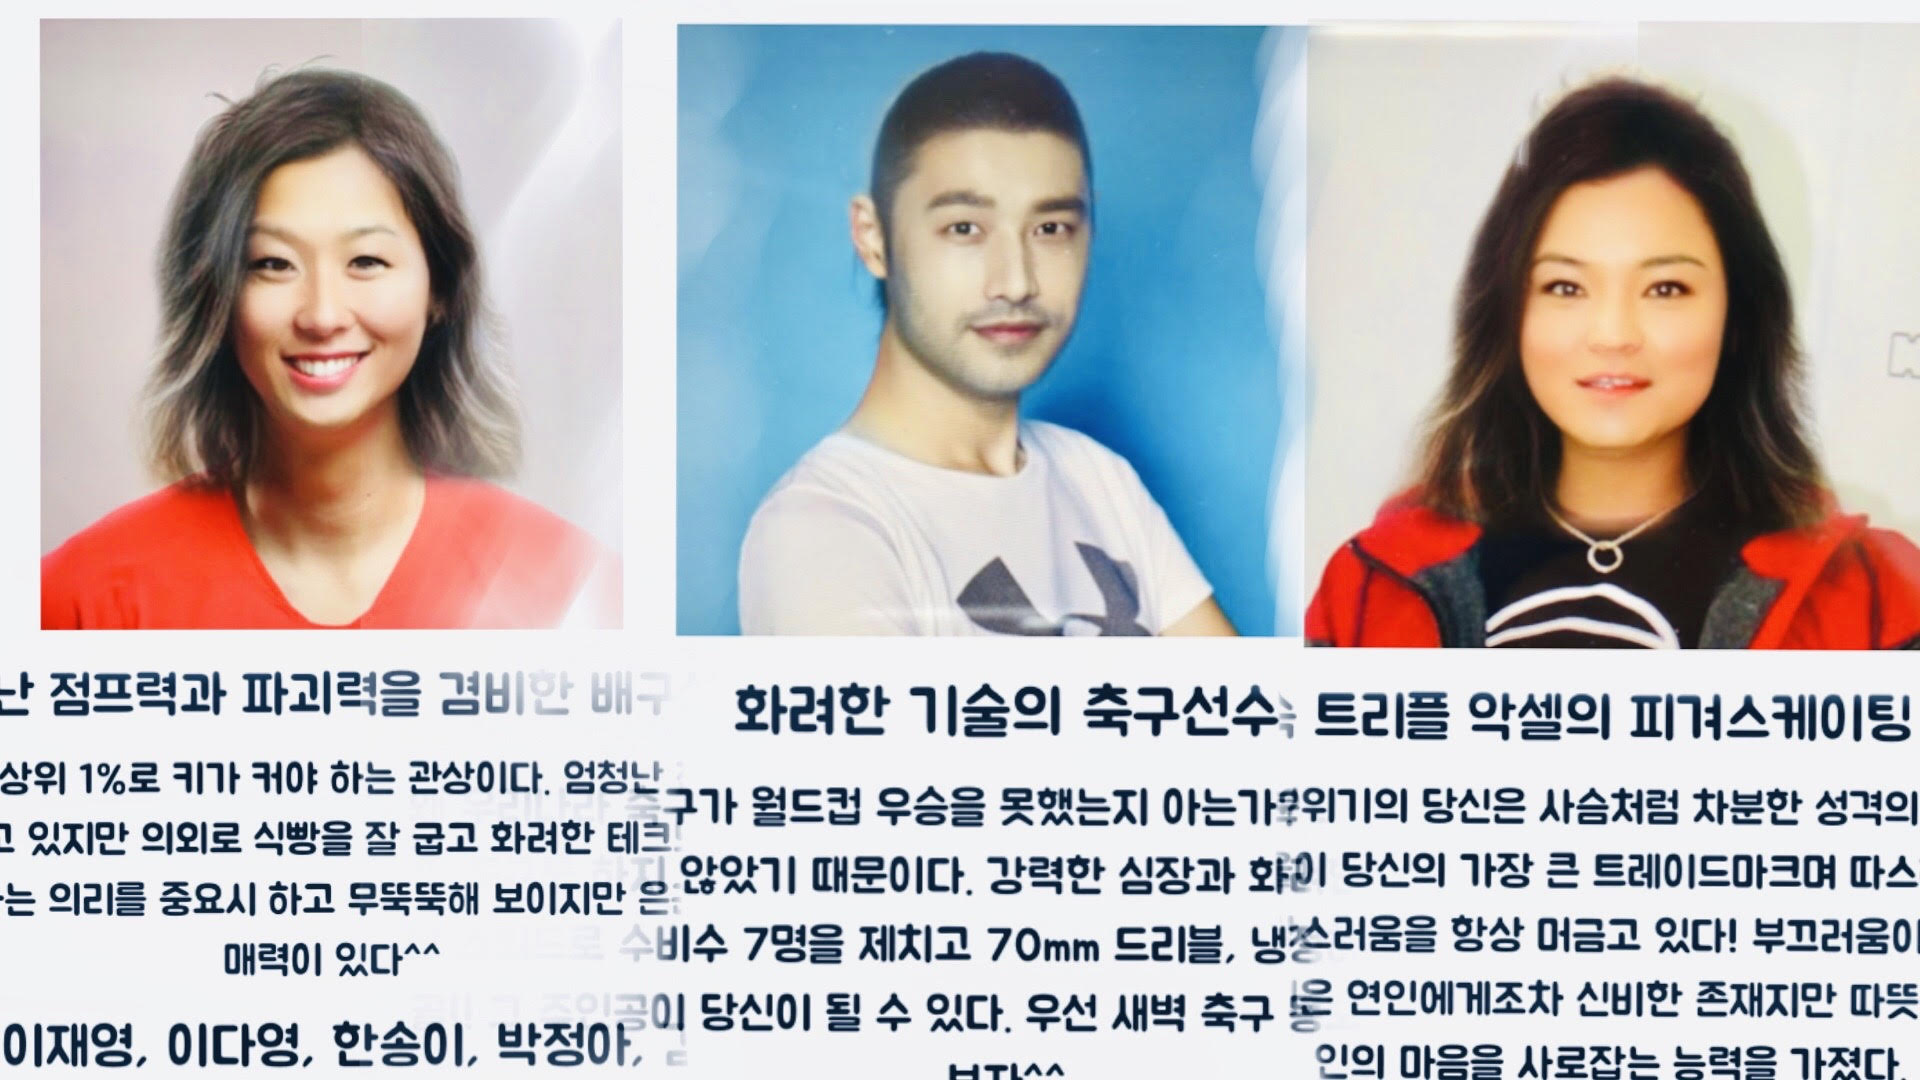 난 점프력과 파괴력을 겸비한 배구
상위 1%로 키가 커야 하는 관상이다. 엄청난
고 있지만 의외로 식빵을 잘 굽고 화려한 테크
는 의리를 중요시 하고 무뚝뚝해 보이지만 은
매력이 있다^^
이재영, 이다영, 한송이, 박정아,
화려한 기술의 축구선수
축구가 월드컵 우승을 못했는지 아는가
하지 않았기 때문이다. 강력한 심장과
수비수 7명을 제치고 70mm 드리블,
주인공이 당신이 될 수 있다. 우선 새벽 축구
보자^^
트리플 악셀의 피겨스케이팅
위기의 당신은 사슴처럼 차분한 성격의
이 당신의 가장 큰 트레이드마크며
스러움을 항상 머금고 있다! 부끄러움이
은 연인에게조차 신비한 존재지만 따뜻
인의 마음을 사로잡는 능력을 가졌다.